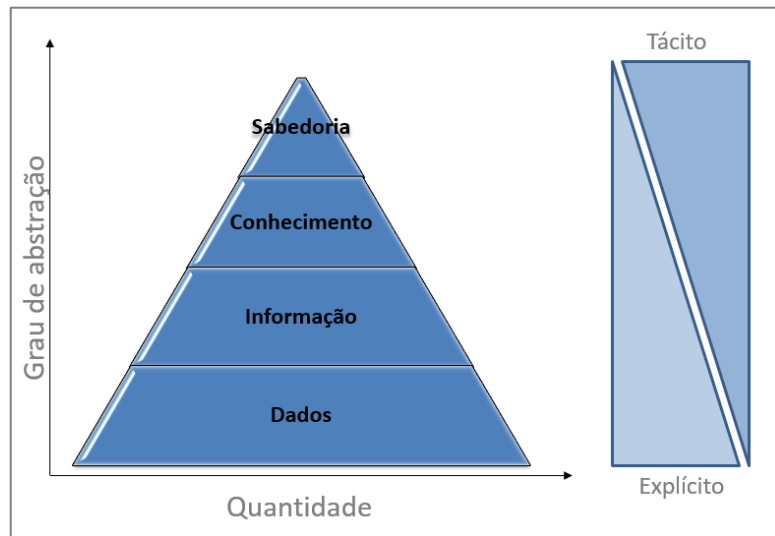 Tácito
Sabedoria
Conhecimento
Informação
Dados
Grau de abstração
Quantidade
Explícito